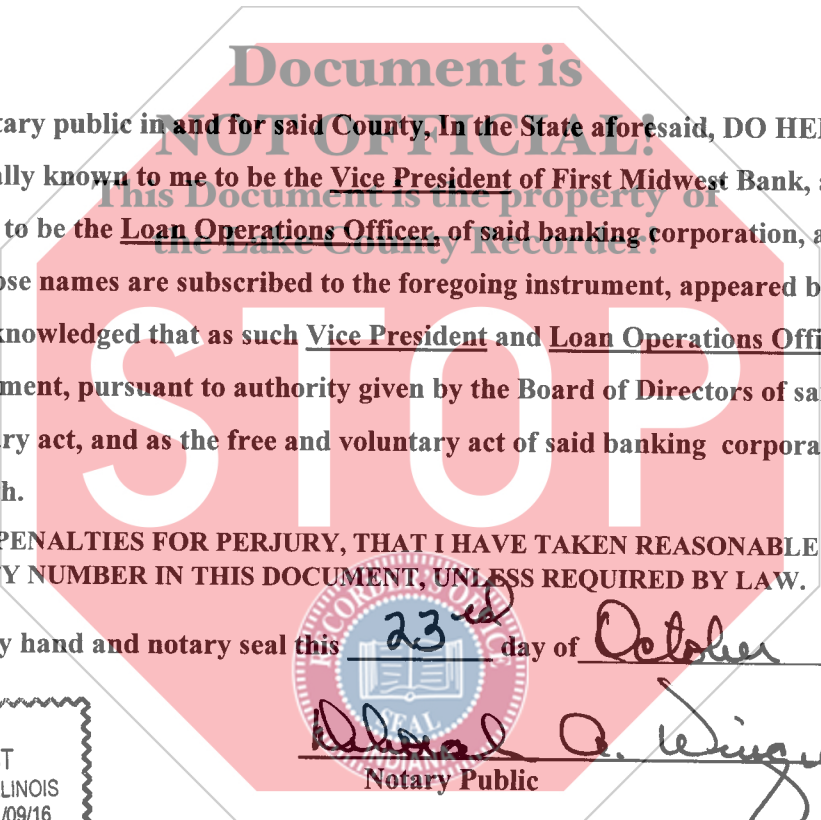 Document is
NOT OFFICIAL!
tary public in and for said County, In the State aforesaid, DO HE
ally known to me to be the Vice President of First Midwest Bank, a
This Document is the property of
to be the Loan Operations Officer, of said banking corporation, a
the Lake County Recorder!
ose names are subscribed to the foregoing instrument, appeared b
knowledged that as such Vice President and Loan Operations Offi
STOP
ment, pursuant to authority given by the Board of Directors of sa
ry act, and as the free and voluntary act of said banking corpora
h.
PENALTIES FOR PERJURY, THAT I HAVE TAKEN REASONABLE
Y NUMBER IN THIS DOCUMENT, UNLESS REQUIRED BY LAW.
RECORDER'S OFFICE
y hand and notary seal this 23rd day of October
SEAL
INDIANA
Deborah A.
Notary Public
T
LINOIS
/09/16